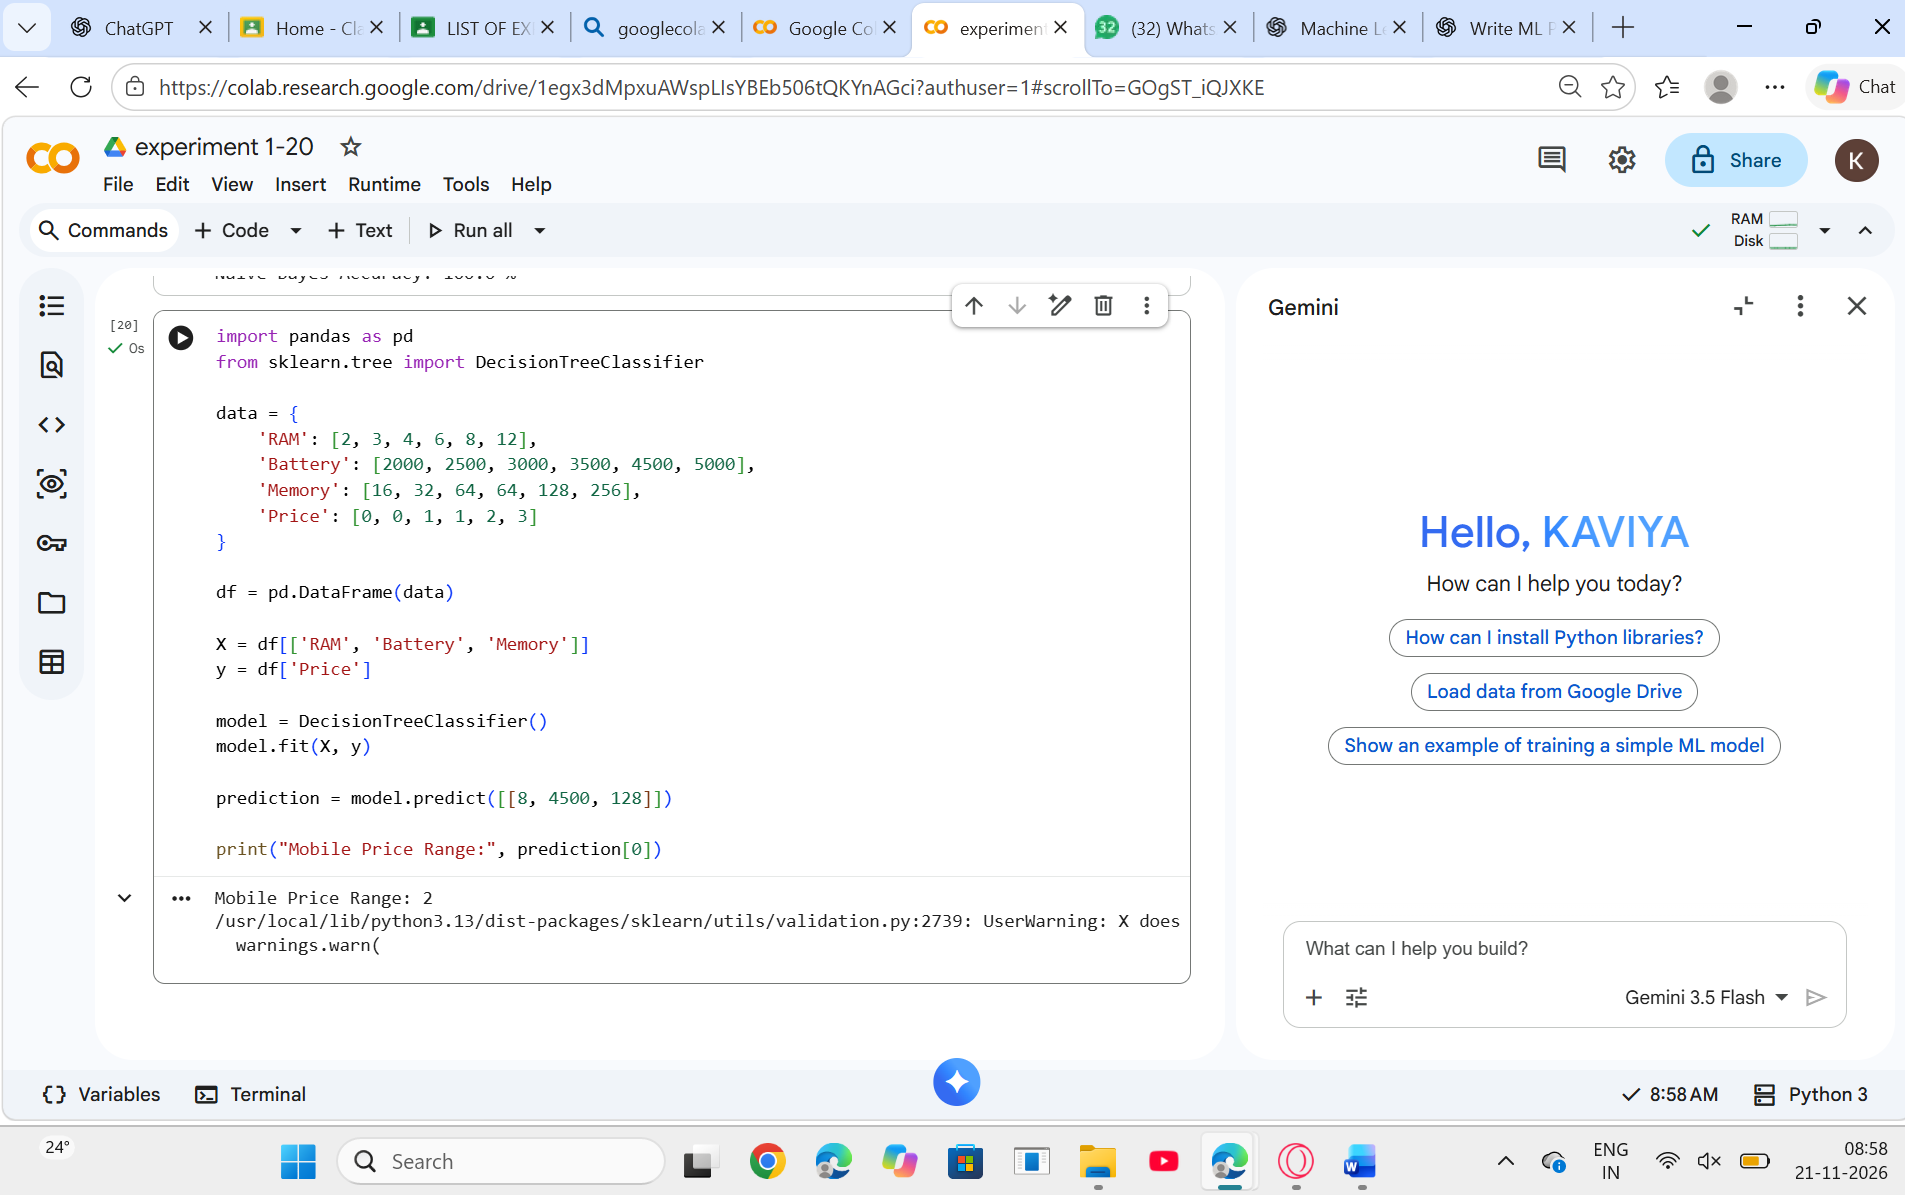 ChatGPT
Home - Cla
LIST OF EX
googlecola
Google Co
experiment
(32) Whats
Machine Le
Write ML P
https://colab.research.google.com/drive/1egx3dMpxuAWspLIsYBEb506tQKYnAGci?authuser=1#scrollTo=GOgST_iQJXKE
Chat
experiment 1-20
File Edit View Insert Runtime Tools Help
Share
K
Commands + Code + Text Run all
RAM
Disk
Naive Bayes Accuracy: 100.0 %
[20]
0s
import pandas as pd
from sklearn.tree import DecisionTreeClassifier
data = {
'RAM': [2, 3, 4, 6, 8, 12],
'Battery': [2000, 2500, 3000, 3500, 4500, 5000],
'Memory': [16, 32, 64, 64, 128, 256],
'Price': [0, 0, 1, 1, 2, 3]
}
df = pd.DataFrame(data)
X = df[['RAM', 'Battery', 'Memory']]
y = df['Price']
model = DecisionTreeClassifier()
model.fit(X, y)
prediction = model.predict([[8, 4500, 128]])
print("Mobile Price Range:", prediction[0])
Mobile Price Range: 2
/usr/local/lib/python3.13/dist-packages/sklearn/utils/validation.py:2739: UserWarning: X does
warnings.warn(
Gemini
Hello, KAVIYA
How can I help you today?
How can I install Python libraries?
Load data from Google Drive
Show an example of training a simple ML model
What can I help you build?
Gemini 3.5 Flash
Variables
Terminal
8:58 AM
Python 3
24°
Search
ENG
IN
08:58
21-11-2026